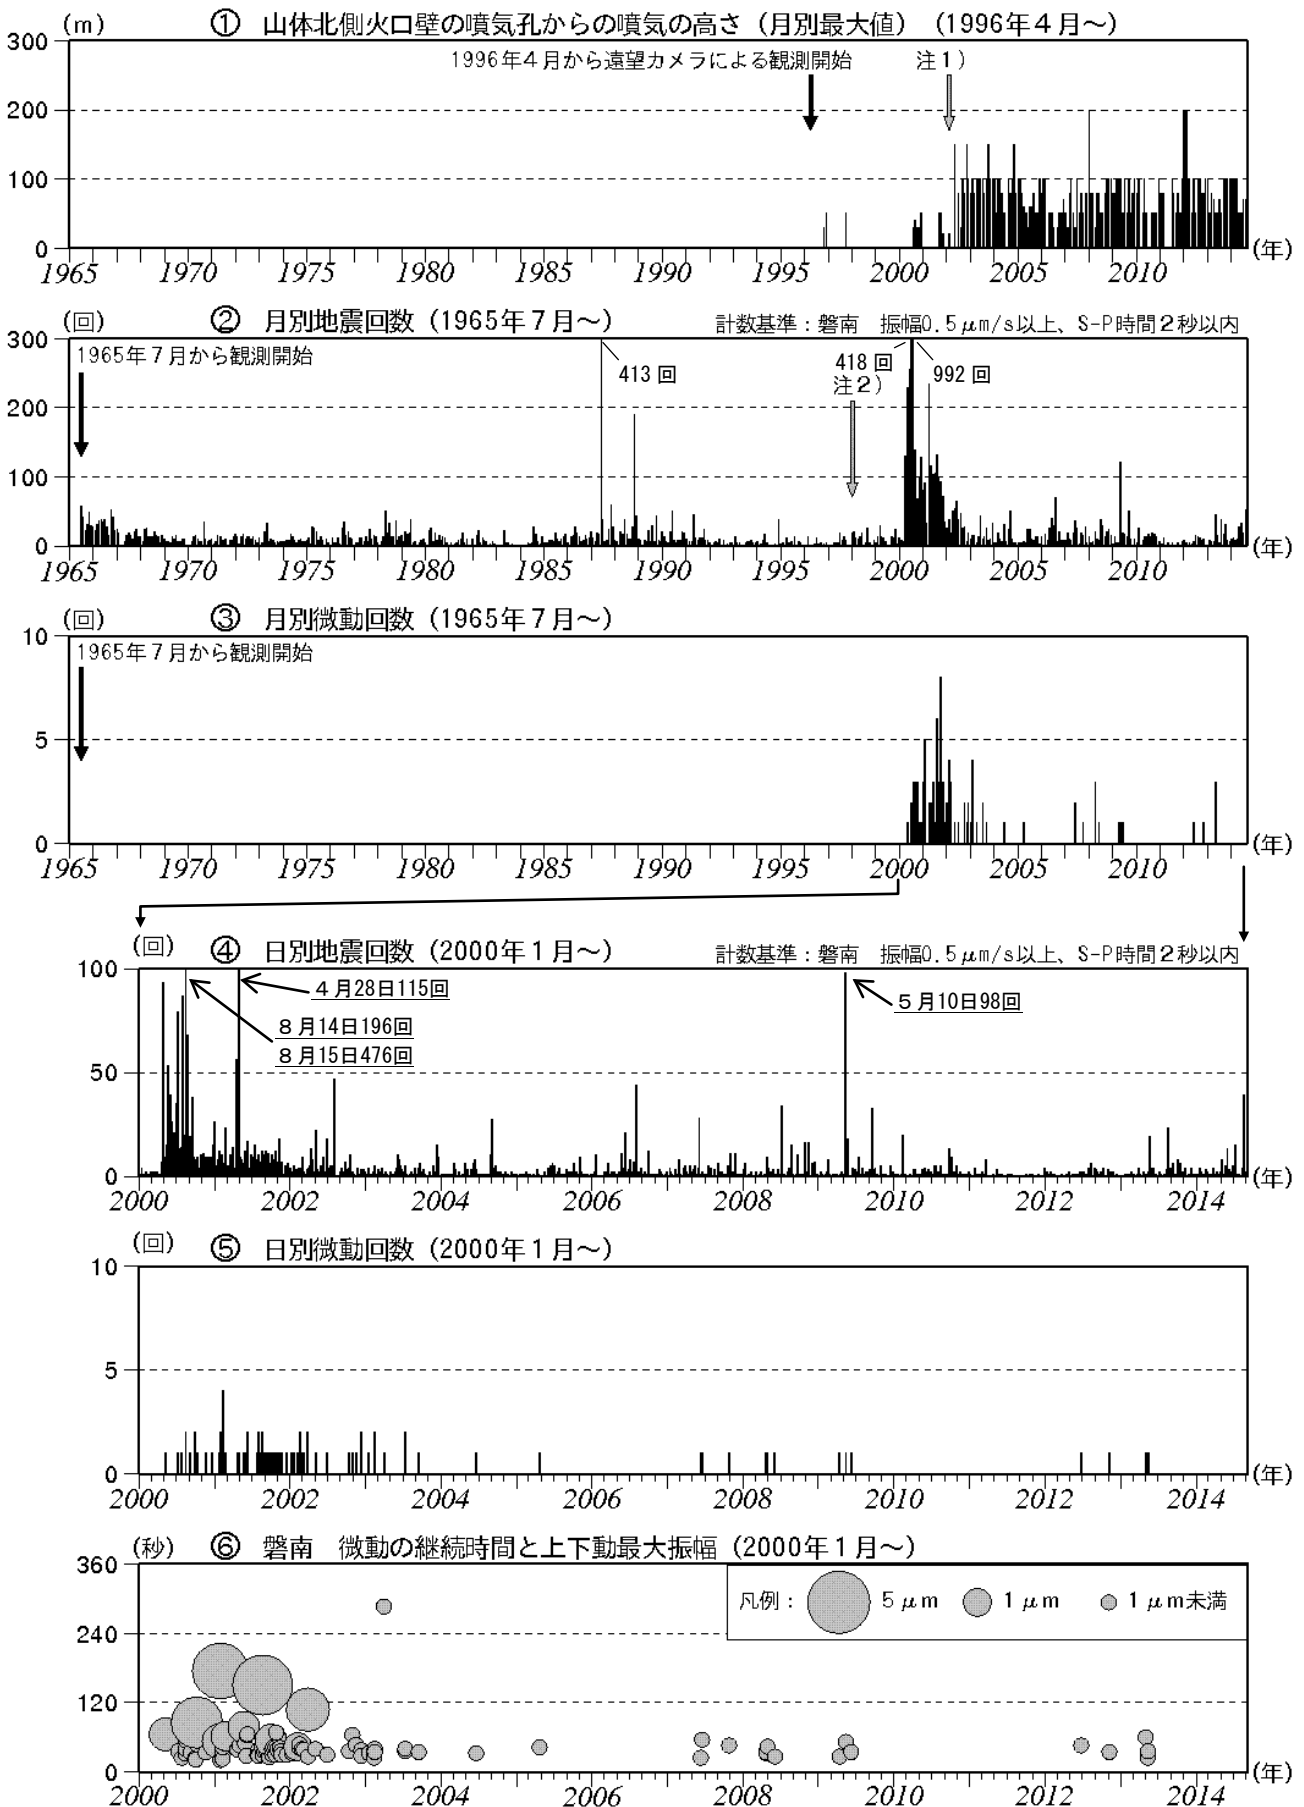 (m) ① 山体北側火口壁の噴気孔からの噴気の高さ（月別最大値）（1996年４月～）
300
1996年４月から遠望カメラによる観測開始 注１）
200
100
0
1965 1970 1975 1980 1985 1990 1995 2000 2005 2010 (年)
(回) ② 月別地震回数（1965年７月～） 計数基準：磐南 振幅0.5μm/s以上、S-P時間２秒以内
300
1965年７月から観測開始
413回
418回
注２）
992回
200
100
0
1965 1970 1975 1980 1985 1990 1995 2000 2005 2010 (年)
(回) ③ 月別微動回数（1965年７月～）
10
1965年７月から観測開始
5
0
1965 1970 1975 1980 1985 1990 1995 2000 2005 2010 (年)
(回) ④ 日別地震回数（2000年１月～） 計数基準：磐南 振幅0.5μm/s以上、S-P時間２秒以内
100
４月28日115回
５月10日98回
８月14日196回
８月15日476回
50
0
2000 2002 2004 2006 2008 2010 2012 2014 (年)
(回) ⑤ 日別微動回数（2000年１月～）
10
5
0
2000 2002 2004 2006 2008 2010 2012 2014 (年)
(秒) ⑥ 磐南 微動の継続時間と上下動最大振幅（2000年１月～）
360
凡例： 5μm 1μm 1μm未満
240
120
0
2000 2002 2004 2006 2008 2010 2012 2014 (年)